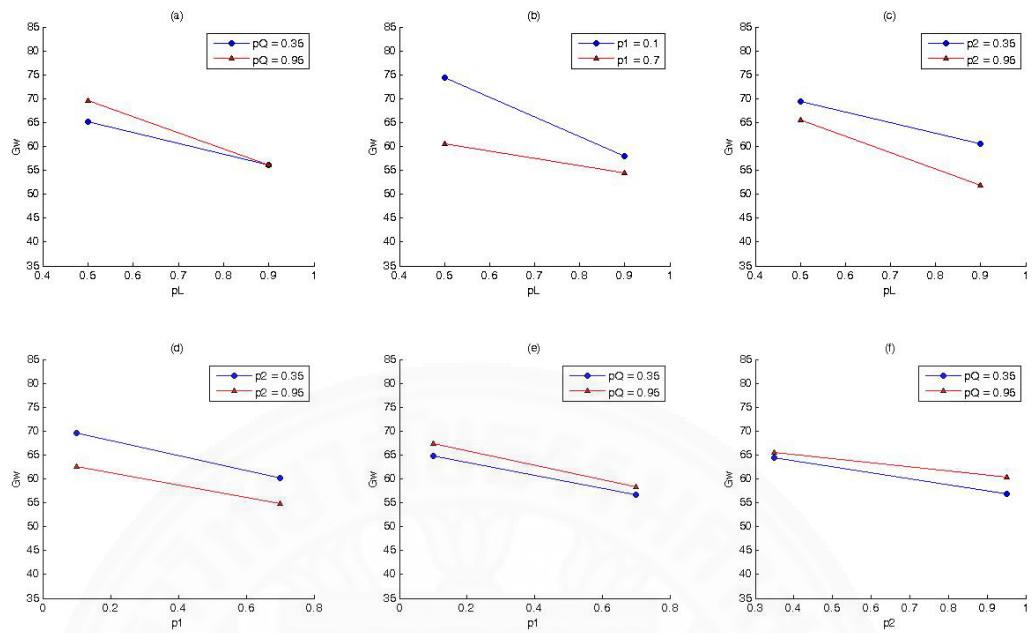 (a)
85
80
75
70
65
60
55
50
45
40
35
Gw
pQ = 0.35
pQ = 0.95
0.4 0.5 0.6 0.7 0.8 0.9 1
pL
(b)
85
80
75
70
65
60
55
50
45
40
35
Gw
p1 = 0.1
p1 = 0.7
0.4 0.5 0.6 0.7 0.8 0.9 1
pL
(c)
85
80
75
70
65
60
55
50
45
40
35
Gw
p2 = 0.35
p2 = 0.95
0.4 0.5 0.6 0.7 0.8 0.9 1
pL
(d)
85
80
75
70
65
60
55
50
45
40
35
Gw
p2 = 0.35
p2 = 0.95
0 0.2 0.4 0.6 0.8
p1
(e)
85
80
75
70
65
60
55
50
45
40
35
Gw
pQ = 0.35
pQ = 0.95
0 0.2 0.4 0.6 0.8
p1
(f)
85
80
75
70
65
60
55
50
45
40
35
Gw
pQ = 0.35
pQ = 0.95
0.3 0.4 0.5 0.6 0.7 0.8 0.9 1
p2